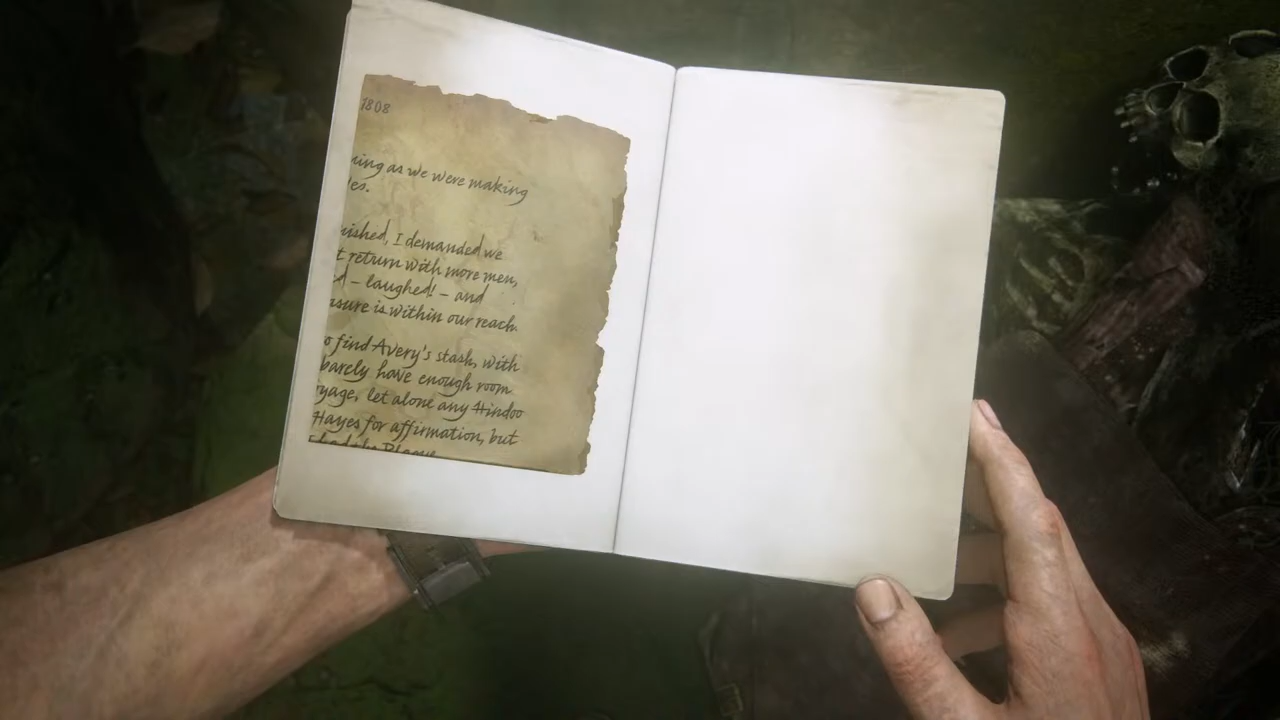 1808
ning as we were making
es.
ished, I demanded we
t return with more men,
d – laughed! – and
asure is within our reach.
o find Avery's stash, with
barely have enough room
yage, let alone any Hindoo
Hayes for affirmation, but